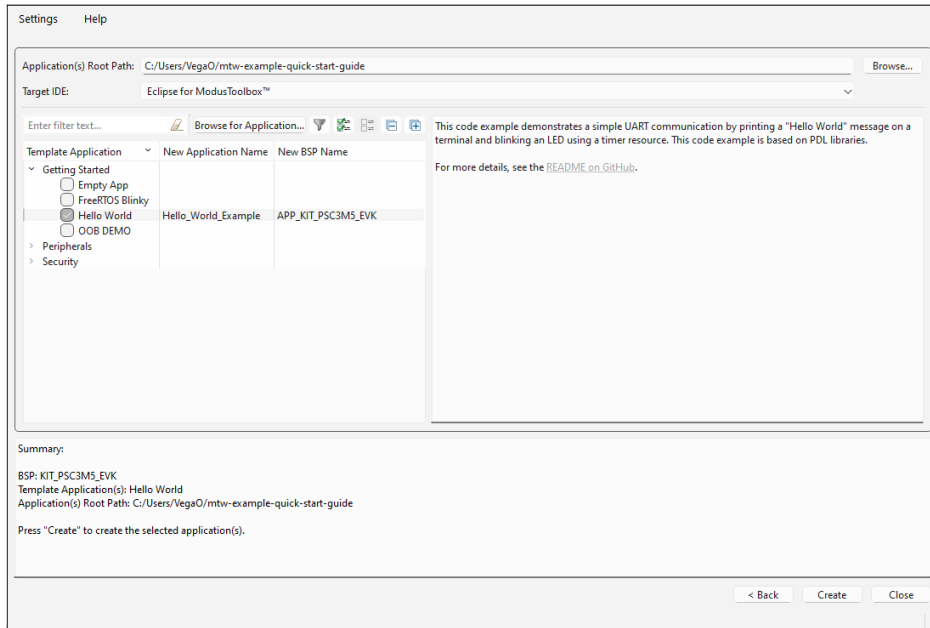 Settings Help
Application(s) Root Path: C:/Users/VegaO/mtw-example-quick-start-guide Browse...
Target IDE: Eclipse for ModusToolbox™
Enter filter text... Browse for Application...
Template Application New Application Name New BSP Name
Getting Started
Empty App
FreeRTOS Blinky
Hello World Hello_World_Example APP_KIT_PSC3M5_EVK
OOB DEMO
Peripherals
Security
This code example demonstrates a simple UART communication by printing a "Hello World" message on a
terminal and blinking an LED using a timer resource. This code example is based on PDL libraries.
For more details, see the README on GitHub.
Summary:
BSP: KIT_PSC3M5_EVK
Template Application(s): Hello World
Application(s) Root Path: C:/Users/VegaO/mtw-example-quick-start-guide
Press "Create" to create the selected application(s).
< Back Create Close